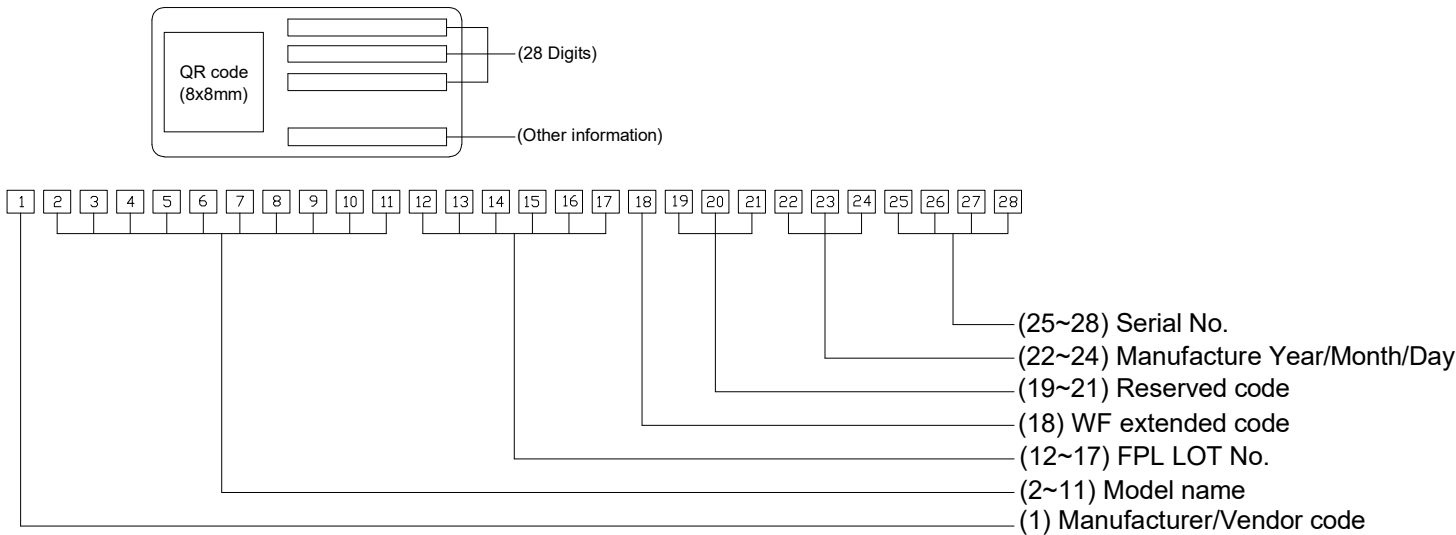 QR code
(8x8mm)
(28 Digits)
(Other information)
1 2 3 4 5 6 7 8 9 10 11 12 13 14 15 16 17 18 19 20 21 22 23 24 25 26 27 28
(25~28) Serial No.
(22~24) Manufacture Year/Month/Day
(19~21) Reserved code
(18) WF extended code
(12~17) FPL LOT No.
(2~11) Model name
(1) Manufacturer/Vendor code